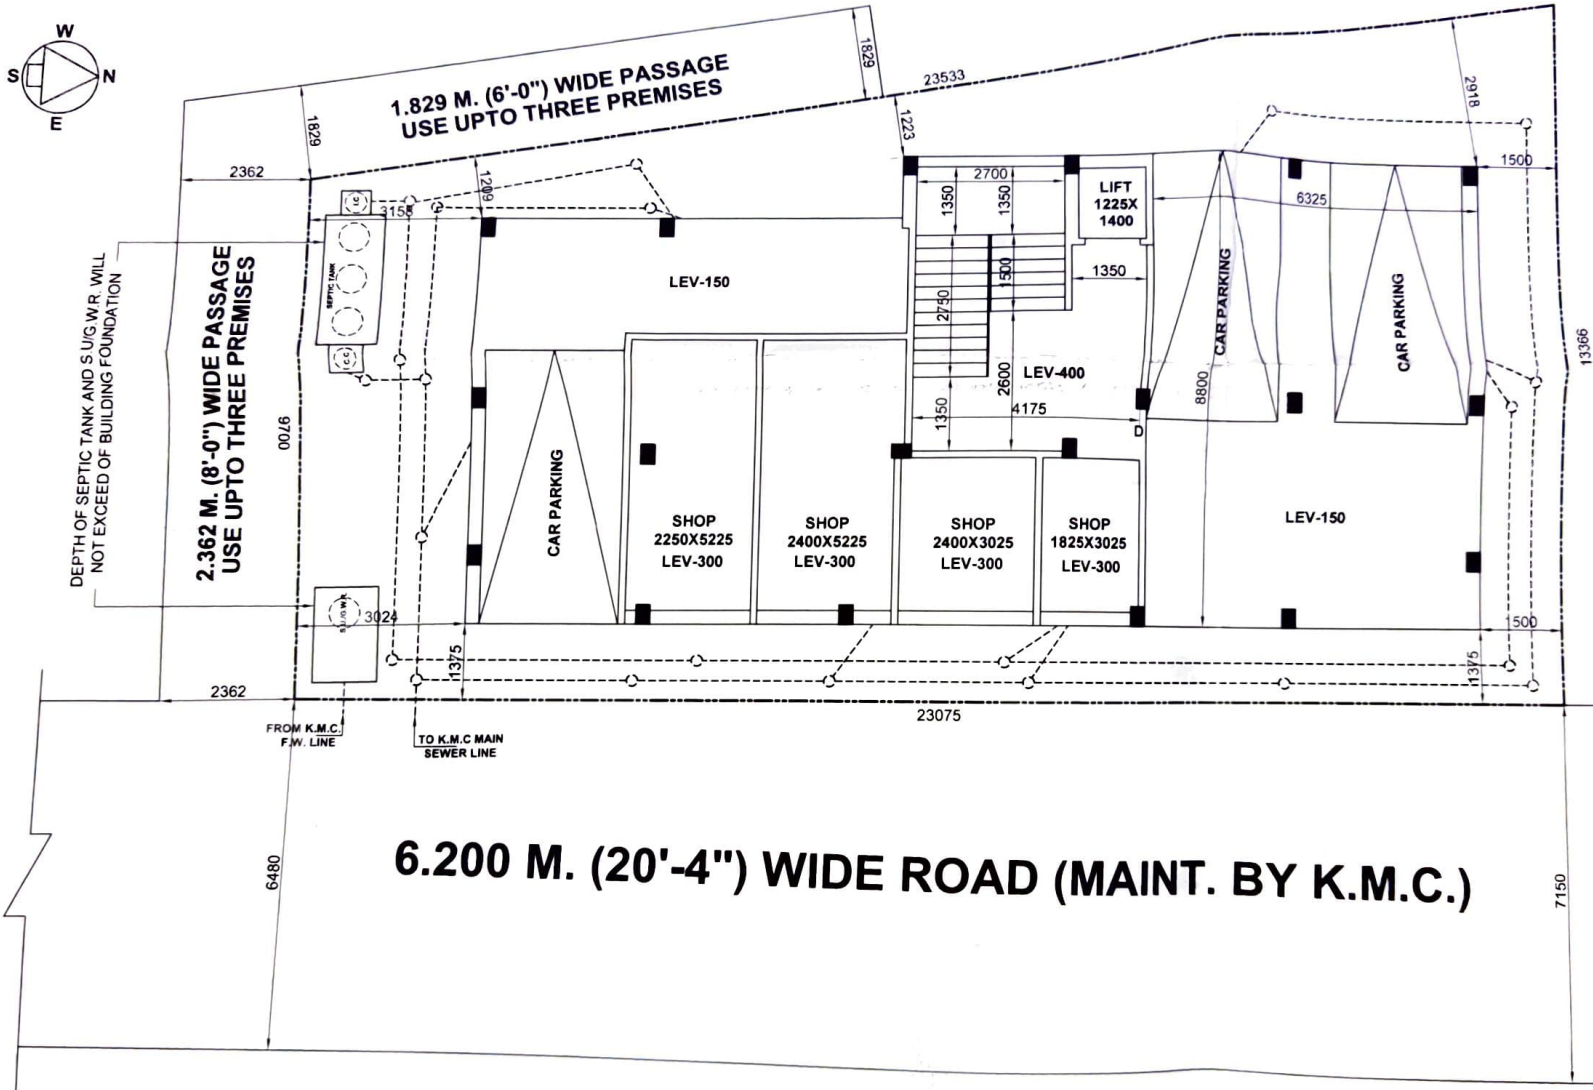 W
S
N
E
1.829 M. (6'-0") WIDE PASSAGE
USE UPTO THREE PREMISES
1829
1829
23533
1223
2918
2362
1209
3155
I.C
SEPTIC TANK
C.C
DEPTH OF SEPTIC TANK AND S.U/G.W.R. WILL
NOT EXCEED OF BUILDING FOUNDATION
2.362 M. (8'-0") WIDE PASSAGE
USE UPTO THREE PREMISES
9700
LEV-150
2700
1350
1350
LIFT
1225X
1400
1500
6325
1350
2750
1500
2600
LEV-400
1350
4175
D
CAR PARKING
8800
CAR PARKING
13366
CAR PARKING
SHOP
2250X5225
LEV-300
SHOP
2400X5225
LEV-300
SHOP
2400X3025
LEV-300
SHOP
1825X3025
LEV-300
LEV-150
S.U/G.W.R.
3024
1375
1500
1375
2362
FROM K.M.C.
F.W. LINE
TO K.M.C MAIN
SEWER LINE
23075
6480
6.200 M. (20'-4") WIDE ROAD (MAINT. BY K.M.C.)
7150